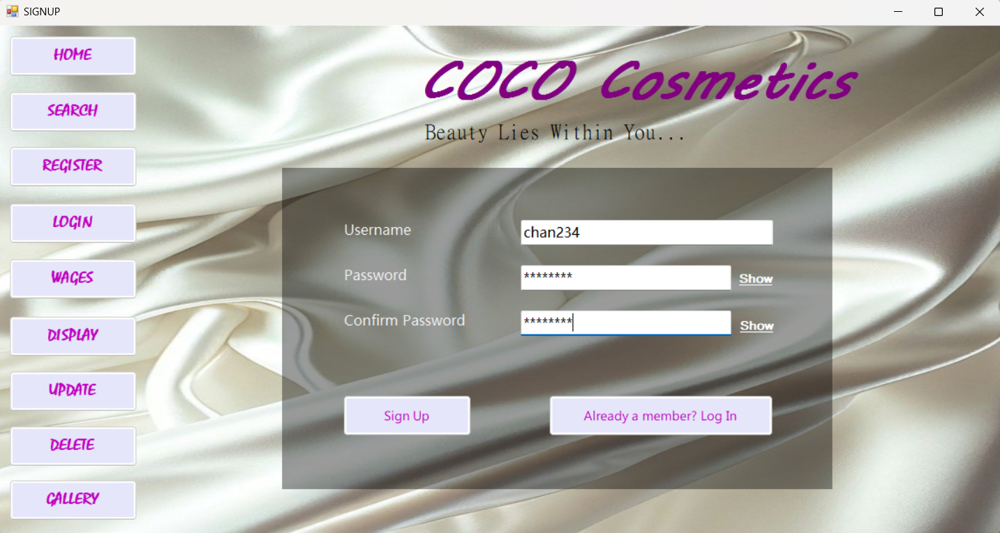 SIGNUP
HOME
SEARCH
REGISTER
LOGIN
WAGES
DISPLAY
UPDATE
DELETE
GALLERY
COCO Cosmetics
Beauty Lies Within You...
Username
chan234
Password
********
Show
Confirm Password
********
Show
Sign Up
Already a member? Log In